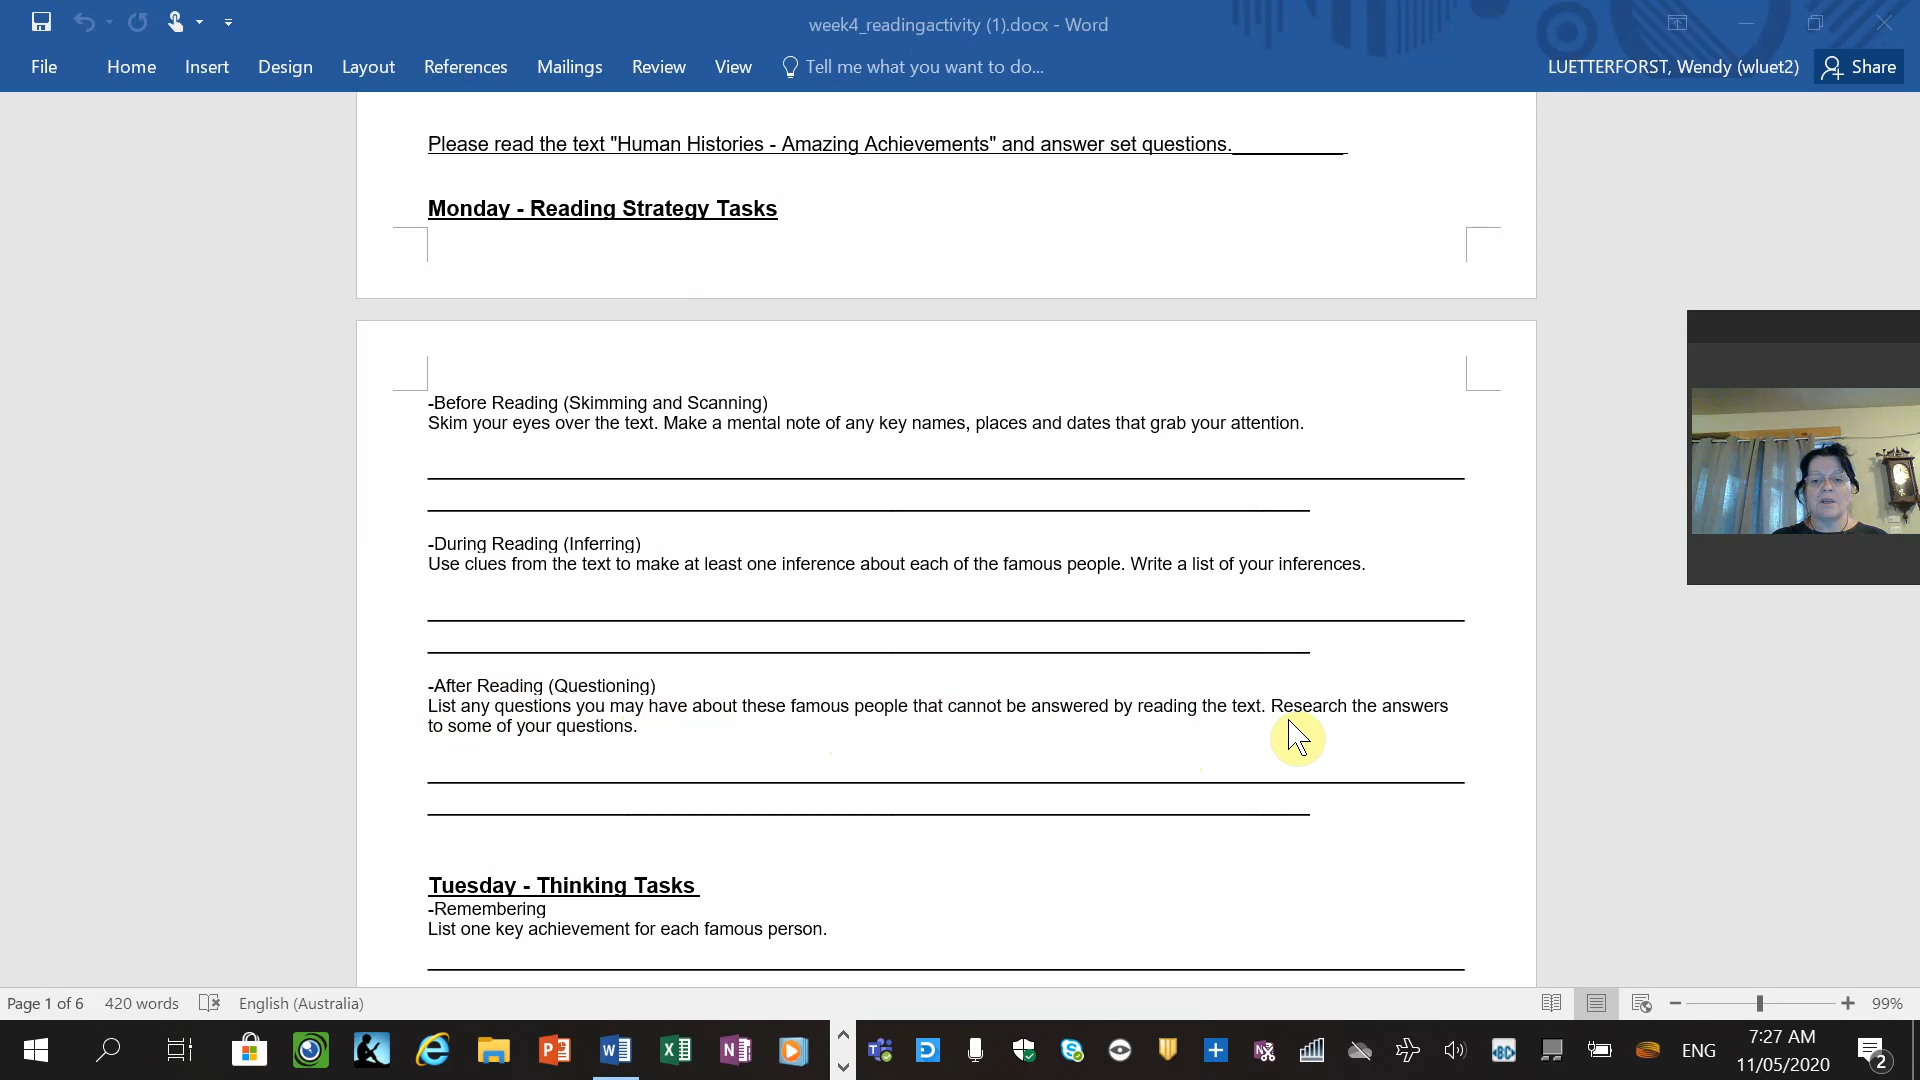 week4_readingactivity (1).docx - Word
File Home Insert Design Layout References Mailings Review View Tell me what you want to do... LUETTERFORST, Wendy (wluet2) Share
Please read the text "Human Histories - Amazing Achievements" and answer set questions.
Monday - Reading Strategy Tasks
-Before Reading (Skimming and Scanning)
Skim your eyes over the text. Make a mental note of any key names, places and dates that grab your attention.
-During Reading (Inferring)
Use clues from the text to make at least one inference about each of the famous people. Write a list of your inferences.
-After Reading (Questioning)
List any questions you may have about these famous people that cannot be answered by reading the text. Research the answers
to some of your questions.
Tuesday - Thinking Tasks
-Remembering
List one key achievement for each famous person.
Page 1 of 6 420 words English (Australia) 99%
ENG 7:27 AM
11/05/2020 2